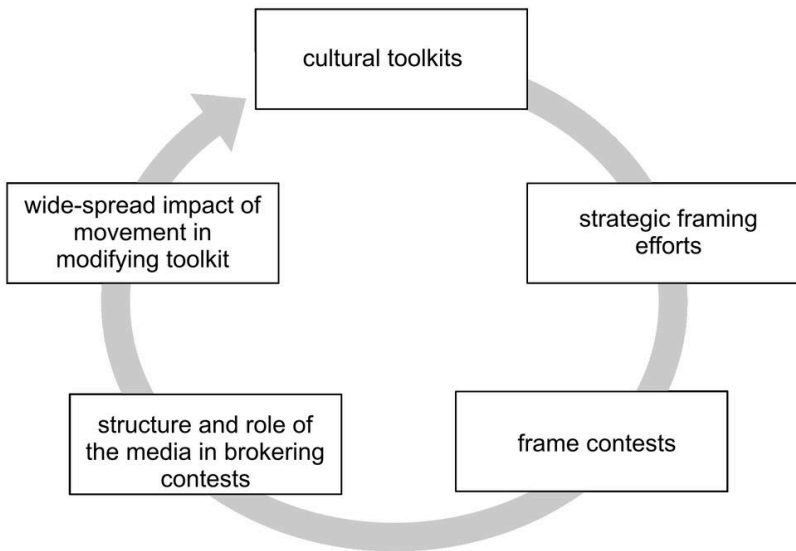 cultural toolkits
strategic framing
efforts
frame contests
structure and role of
the media in brokering
contests
wide-spread impact of
movement in
modifying toolkit